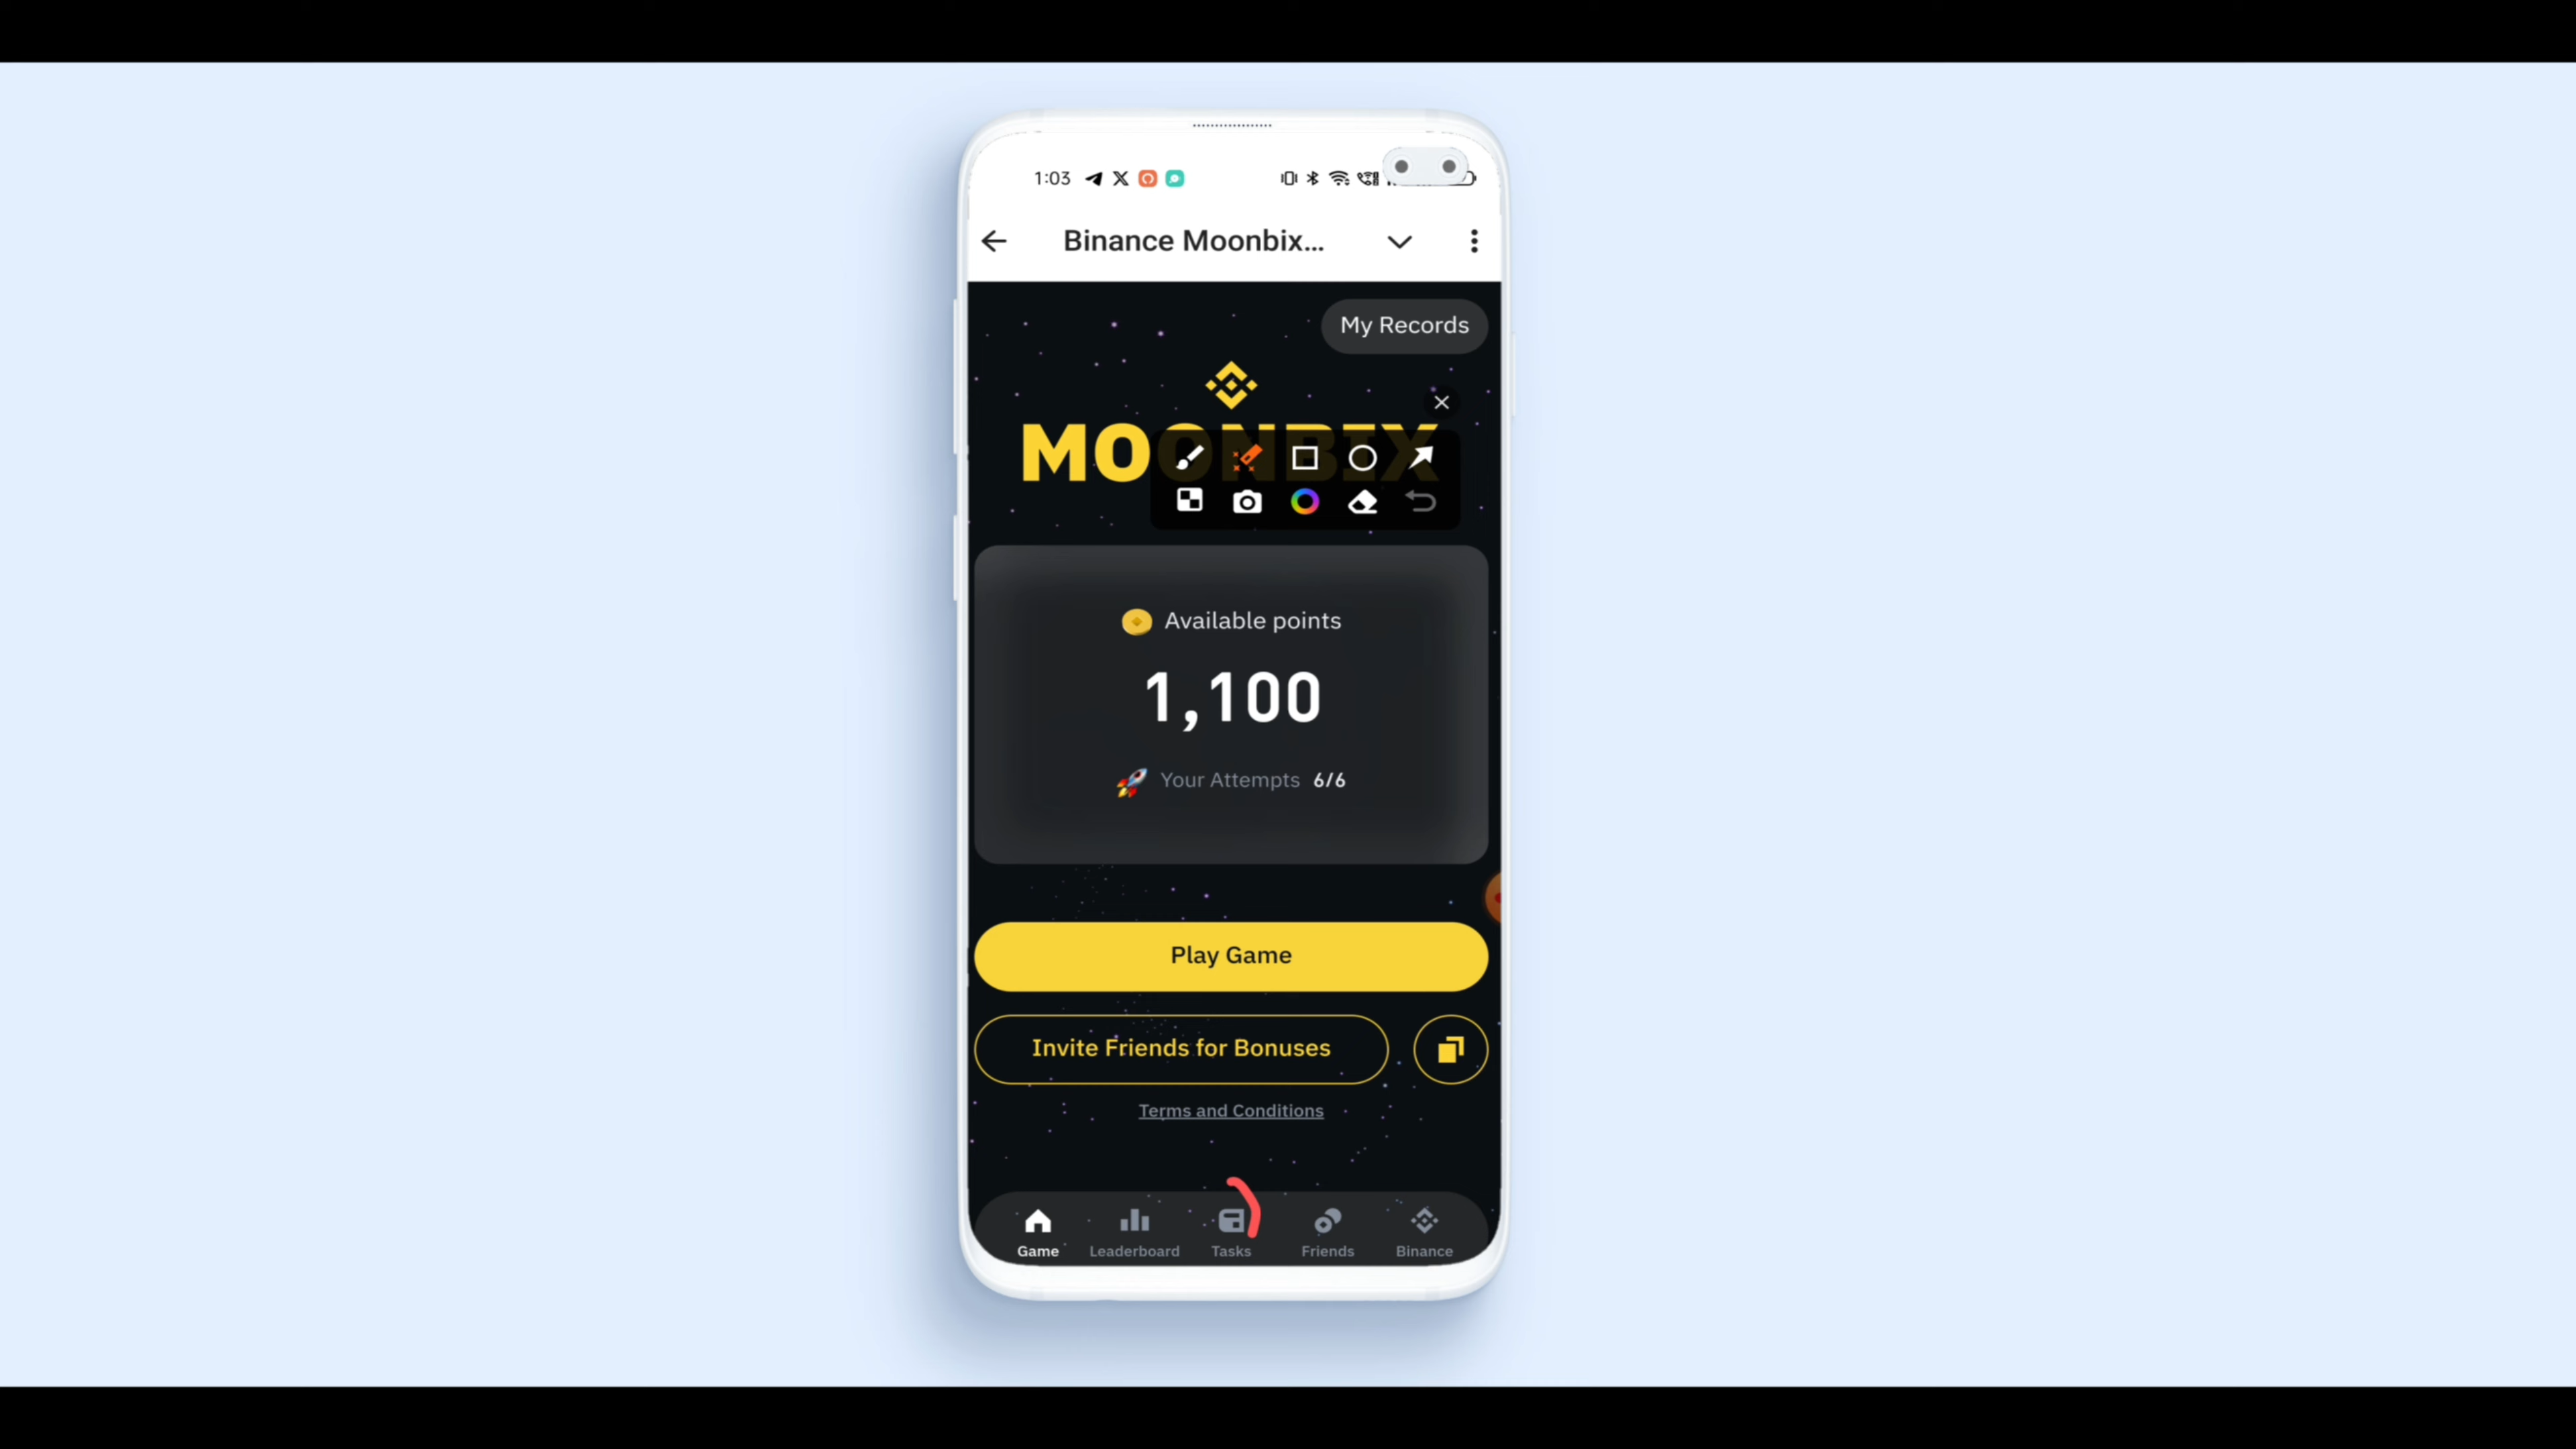 1:03
Binance Moonbix...
My Records
MOONBIX
Available points
1,100
Your Attempts 6/6
Play Game
Invite Friends for Bonuses
Terms and Conditions
Game Leaderboard Tasks Friends Binance